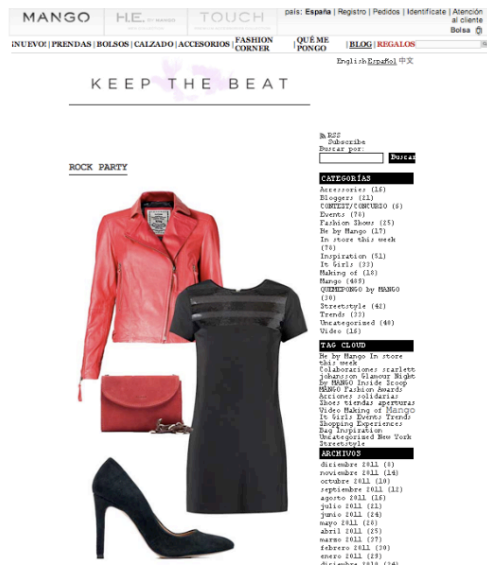 MANGO
H.E. by MANGO
TOUCH
país: España | Registro | Pedidos | Identifícate | Atención al cliente
Bolsa
¡NUEVO! | PRENDAS | BOLSOS | CALZADO | ACCESORIOS | FASHION CORNER | QUÉ ME PONGO | BLOG | REGALOS
English Español 中文
KEEP THE BEAT
RSS
Subscribe
Buscar por:
Buscar
ROCK PARTY
CATEGORÍAS
Accessories (16)
Bloggers (21)
CONTEST/CONCURSO (6)
Events (78)
Fashion Shows (25)
He by Mango (17)
In store this week
(78)
Inspiration (51)
It Girls (33)
Making of (18)
Mango (409)
QUEMEPONGO by MANGO
(30)
Streetstyle (42)
Trends (33)
Uncategorized (40)
Video (16)
TAG CLOUD
He by Mango In store
this week
Colaboraciones scarlett
johansson Glamour Night
by MANGO Inside Scoop
MANGO Fashion Awards
Acciones solidarias
Shoes tiendas aperturas
Video Making of Mango
It Girls Events Trends
Shopping Experiences
Bag Inspiration
Uncategorized New York
Streetstyle
ARCHIVOS
diciembre 2011 (8)
noviembre 2011 (14)
octubre 2011 (10)
septiembre 2011 (12)
agosto 2011 (16)
julio 2011 (21)
junio 2011 (24)
mayo 2011 (28)
abril 2011 (25)
marzo 2011 (37)
febrero 2011 (30)
enero 2011 (29)